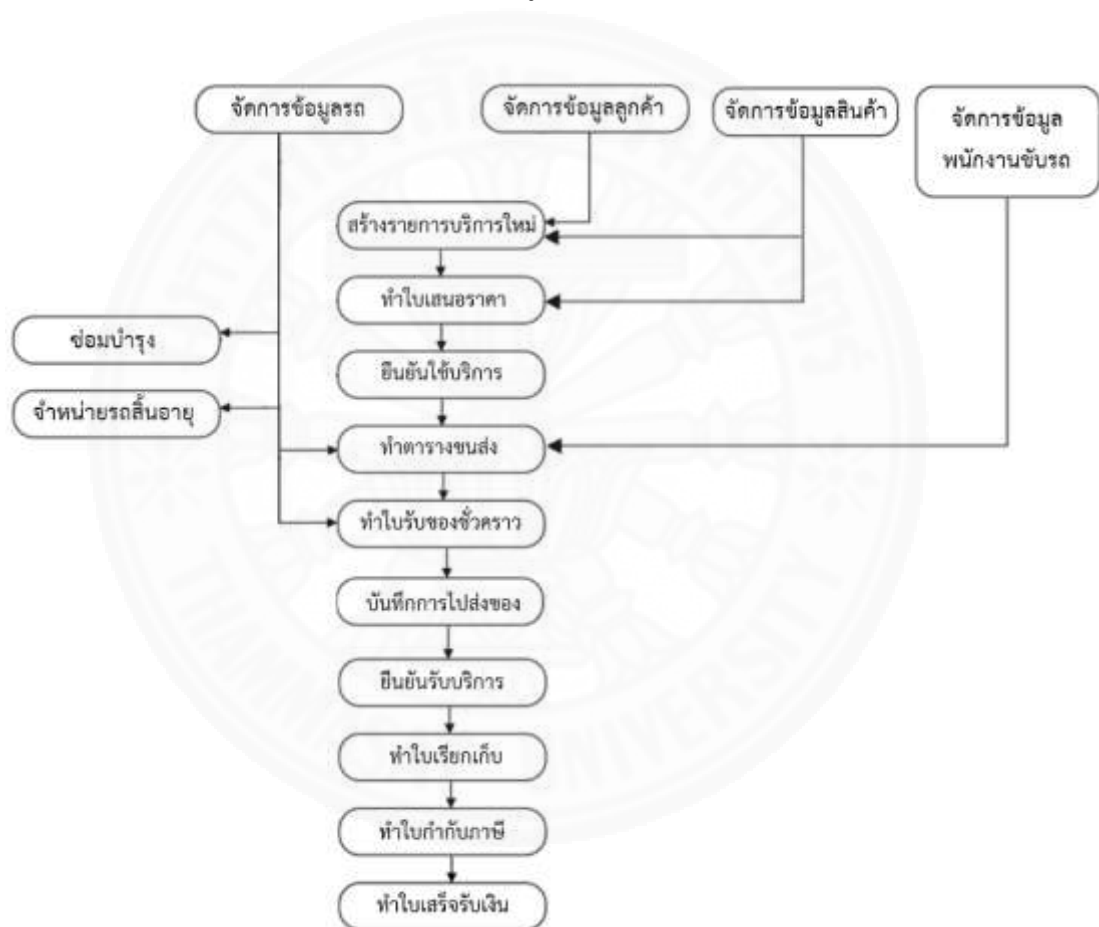 จัดการข้อมูลรถ
จัดการข้อมูลลูกค้า
จัดการข้อมูลสินค้า
จัดการข้อมูล
พนักงานขับรถ
สร้างรายการบริการใหม่
ทำใบเสนอราคา
ซ่อมบำรุง
ยืนยันใช้บริการ
จำหน่ายรถสิ้นอายุ
ทำตารางขนส่ง
ทำใบรับของชั่วคราว
บันทึกการไปส่งของ
ยืนยันรับบริการ
ทำใบเรียกเก็บ
ทำใบกำกับภาษี
ทำใบเสร็จรับเงิน